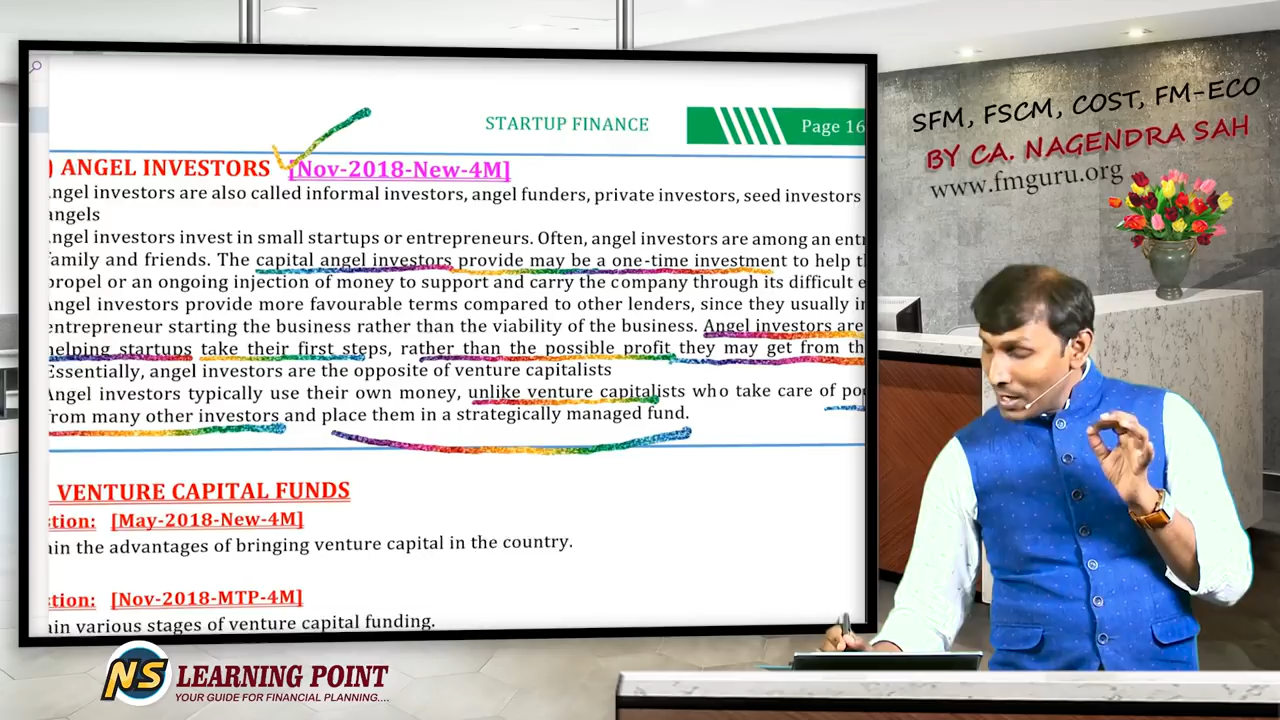 STARTUP FINANCE
Page 16
) ANGEL INVESTORS [Nov-2018-New-4M]
ngel investors are also called informal investors, angel funders, private investors, seed investors
angels
ngel investors invest in small startups or entrepreneurs. Often, angel investors are among an entr
family and friends. The capital angel investors provide may be a one-time investment to help th
propel or an ongoing injection of money to support and carry the company through its difficult e
Angel investors provide more favourable terms compared to other lenders, since they usually in
entrepreneur starting the business rather than the viability of the business. Angel investors are
helping startups take their first steps, rather than the possible profit they may get from th
Essentially, angel investors are the opposite of venture capitalists
Angel investors typically use their own money, unlike venture capitalists who take care of po
from many other investors and place them in a strategically managed fund.
VENTURE CAPITAL FUNDS
stion: [May-2018-New-4M]
ain the advantages of bringing venture capital in the country.
stion: [Nov-2018-MTP-4M]
ain various stages of venture capital funding.
SFM, FSCM, COST, FM-ECO
BY CA. NAGENDRA SAH
www.fmguru.org
NS LEARNING POINT
YOUR GUIDE FOR FINANCIAL PLANNING....